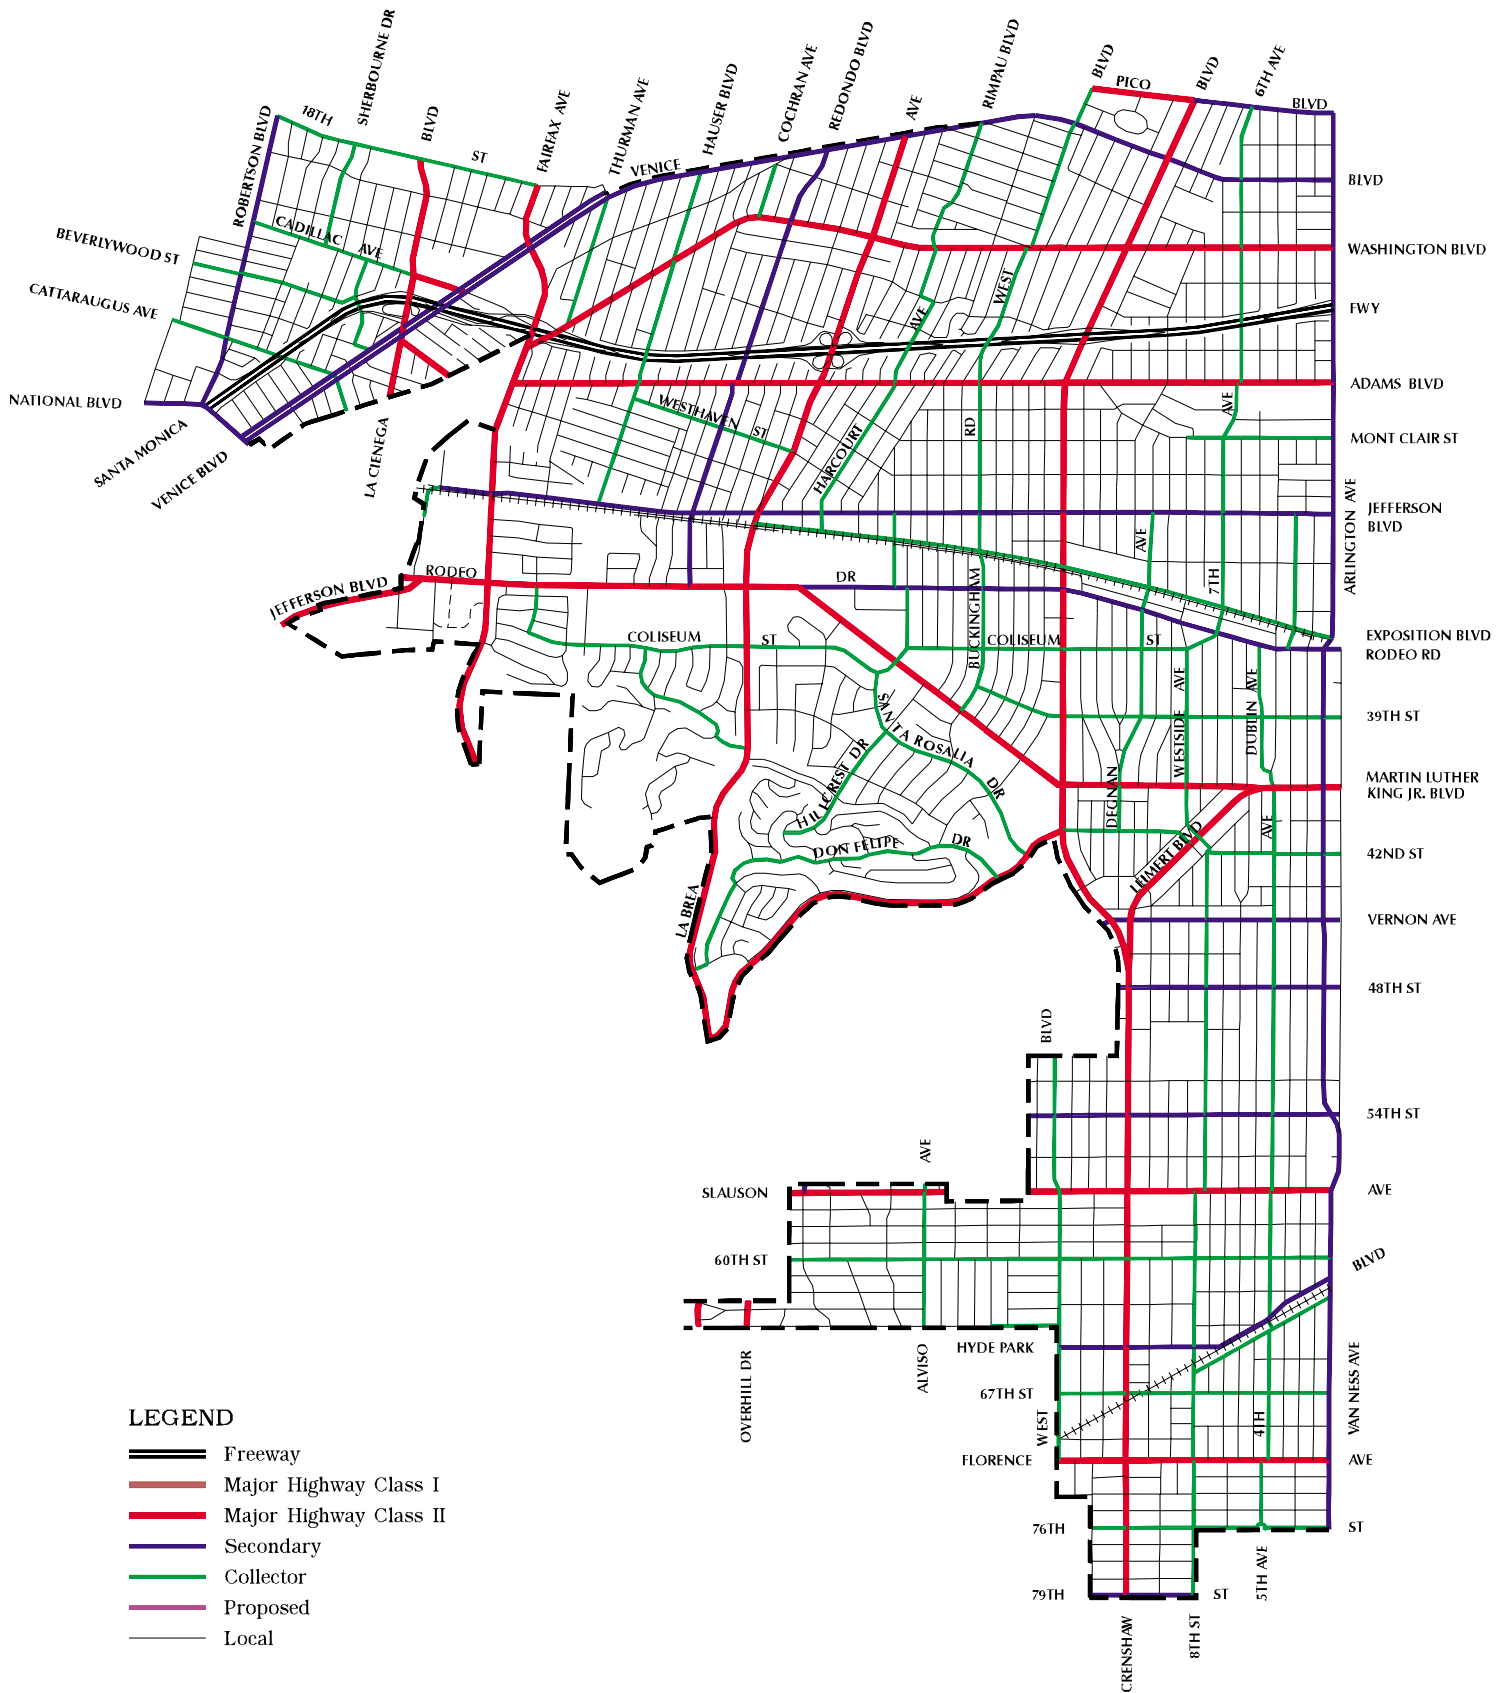 SHERBOURNE DR
18TH
BLVD
ST
FAIRFAX AVE
THURMAN AVE
HAUSER BLVD
COCHRAN AVE
REDONDO BLVD
AVE
RIMPAU BLVD
BLVD
PICO
BLVD
6TH AVE
BLVD
ROBERTSON BLVD
VENICE
BLVD
CADILLAC
AVE
BEVERLYWOOD ST
CATTARAUGUS AVE
WASHINGTON BLVD
WEST
AVE
FWY
ADAMS BLVD
NATIONAL BLVD
SANTA MONICA
VENICE BLVD
LA CIENEGA
WESTHAVEN ST
HARCOURT
RD
AVE
MONT CLAIR ST
ARLINGTON AVE
JEFFERSON
BLVD
AVE
7TH
JEFFERSON BLVD
RODEO
DR
BUCKINGHAM
COLISEUM
ST
COLISEUM
ST
EXPOSITION BLVD
RODEO RD
AVE
AVE
WESTSIDE
DUBLIN
39TH ST
SANTA ROSALIA
DR
HILLCREST DR
DEGNAN
MARTIN LUTHER
KING JR. BLVD
AVE
DON FELIPE
DR
LEIMERT BLVD
42ND ST
LA BREA
VERNON AVE
48TH ST
BLVD
54TH ST
AVE
SLAUSON
AVE
60TH ST
BLVD
OVERHILL DR
ALVISO
HYDE PARK
67TH ST
WEST
4TH
VAN NESS AVE
FLORENCE
AVE
76TH
ST
79TH
ST
5TH AVE
CRENSHAW
8TH ST
LEGEND
Freeway
Major Highway Class I
Major Highway Class II
Secondary
Collector
Proposed
Local